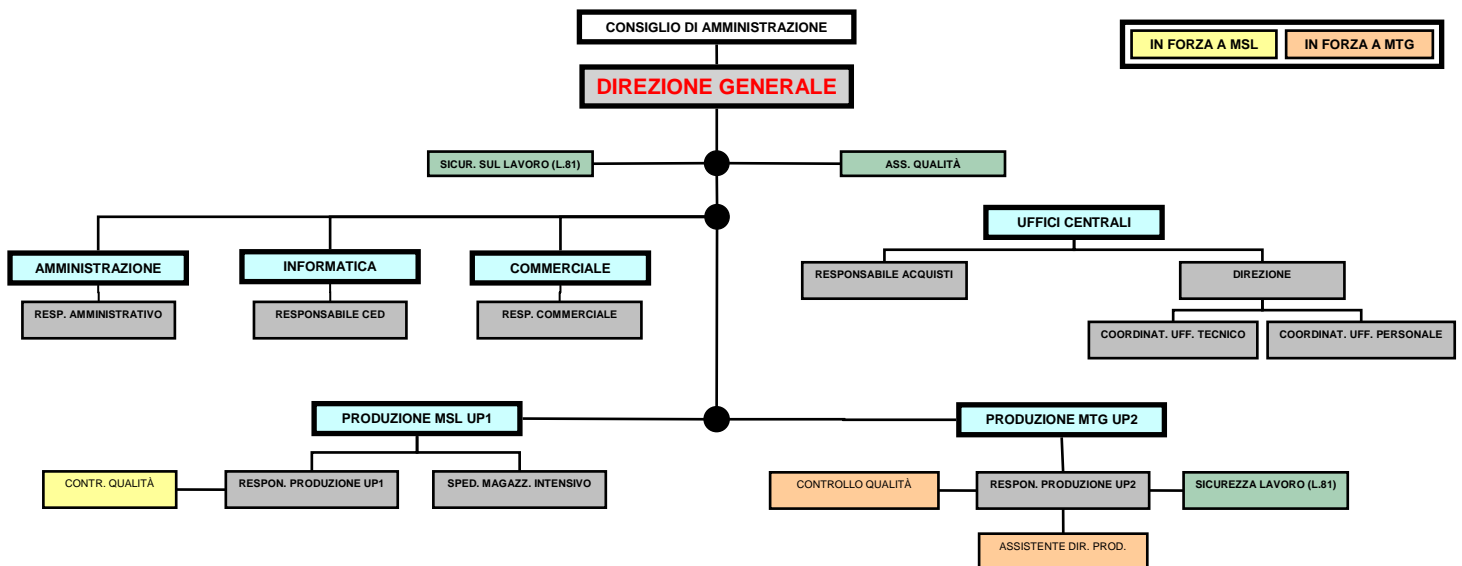 CONSIGLIO DI AMMINISTRAZIONE
IN FORZA A MSL
IN FORZA A MTG
DIREZIONE GENERALE
SICUR. SUL LAVORO (L.81)
ASS. QUALITÀ
UFFICI CENTRALI
AMMINISTRAZIONE
INFORMATICA
COMMERCIALE
RESPONSABILE ACQUISTI
DIREZIONE
RESP. AMMINISTRATIVO
RESPONSABILE CED
RESP. COMMERCIALE
COORDINAT. UFF. TECNICO
COORDINAT. UFF. PERSONALE
PRODUZIONE MSL UP1
PRODUZIONE MTG UP2
CONTR. QUALITÀ
RESPON. PRODUZIONE UP1
SPED. MAGAZZ. INTENSIVO
CONTROLLO QUALITÀ
RESPON. PRODUZIONE UP2
SICUREZZA LAVORO (L.81)
ASSISTENTE DIR. PROD.